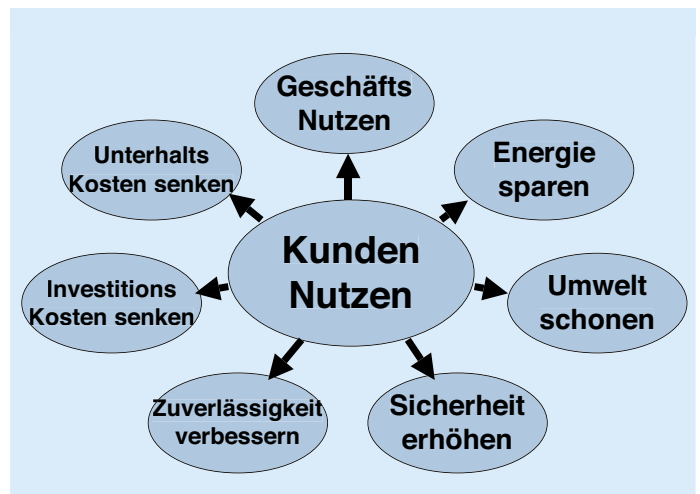 Geschäfts
Nutzen
Unterhalts
Kosten senken
Energie
sparen
Kunden
Nutzen
Investitions
Kosten senken
Umwelt
schonen
Zuverlässigkeit
verbessern
Sicherheit
erhöhen